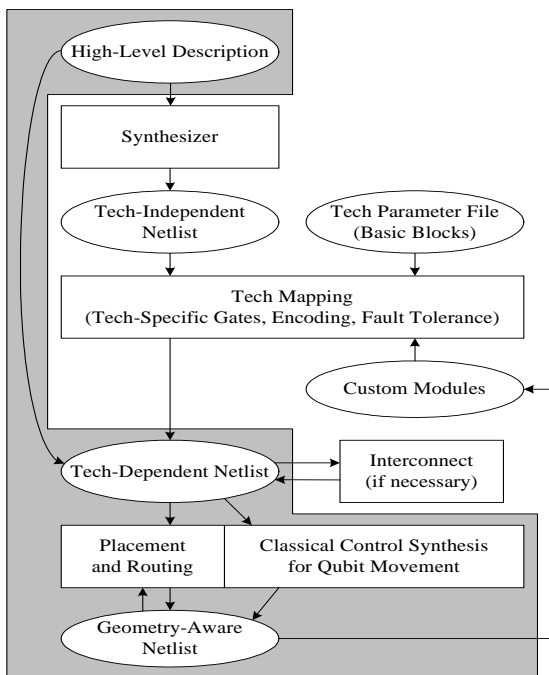 High-Level Description
Synthesizer
Tech-Independent
Netlist
Tech Parameter File
(Basic Blocks)
Tech Mapping
(Tech-Specific Gates, Encoding, Fault Tolerance)
Custom Modules
Tech-Dependent Netlist
Interconnect
(if necessary)
Placement
and Routing
Classical Control Synthesis
for Qubit Movement
Geometry-Aware
Netlist